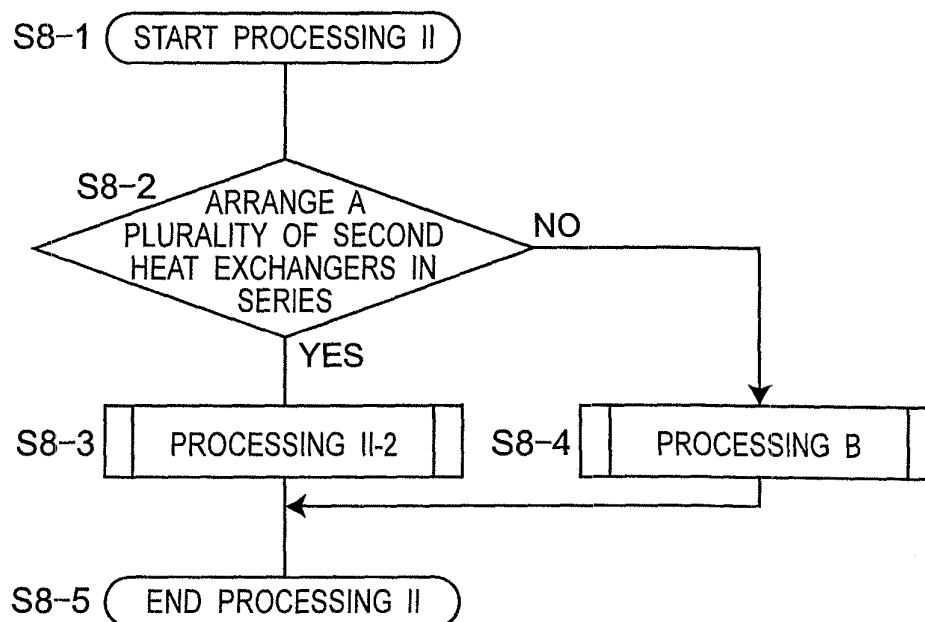 S8-1
START PROCESSING II
S8-2
ARRANGE A
PLURALITY OF SECOND
HEAT EXCHANGERS IN
SERIES
NO
YES
S8-3
PROCESSING II-2
S8-4
PROCESSING B
S8-5
END PROCESSING II